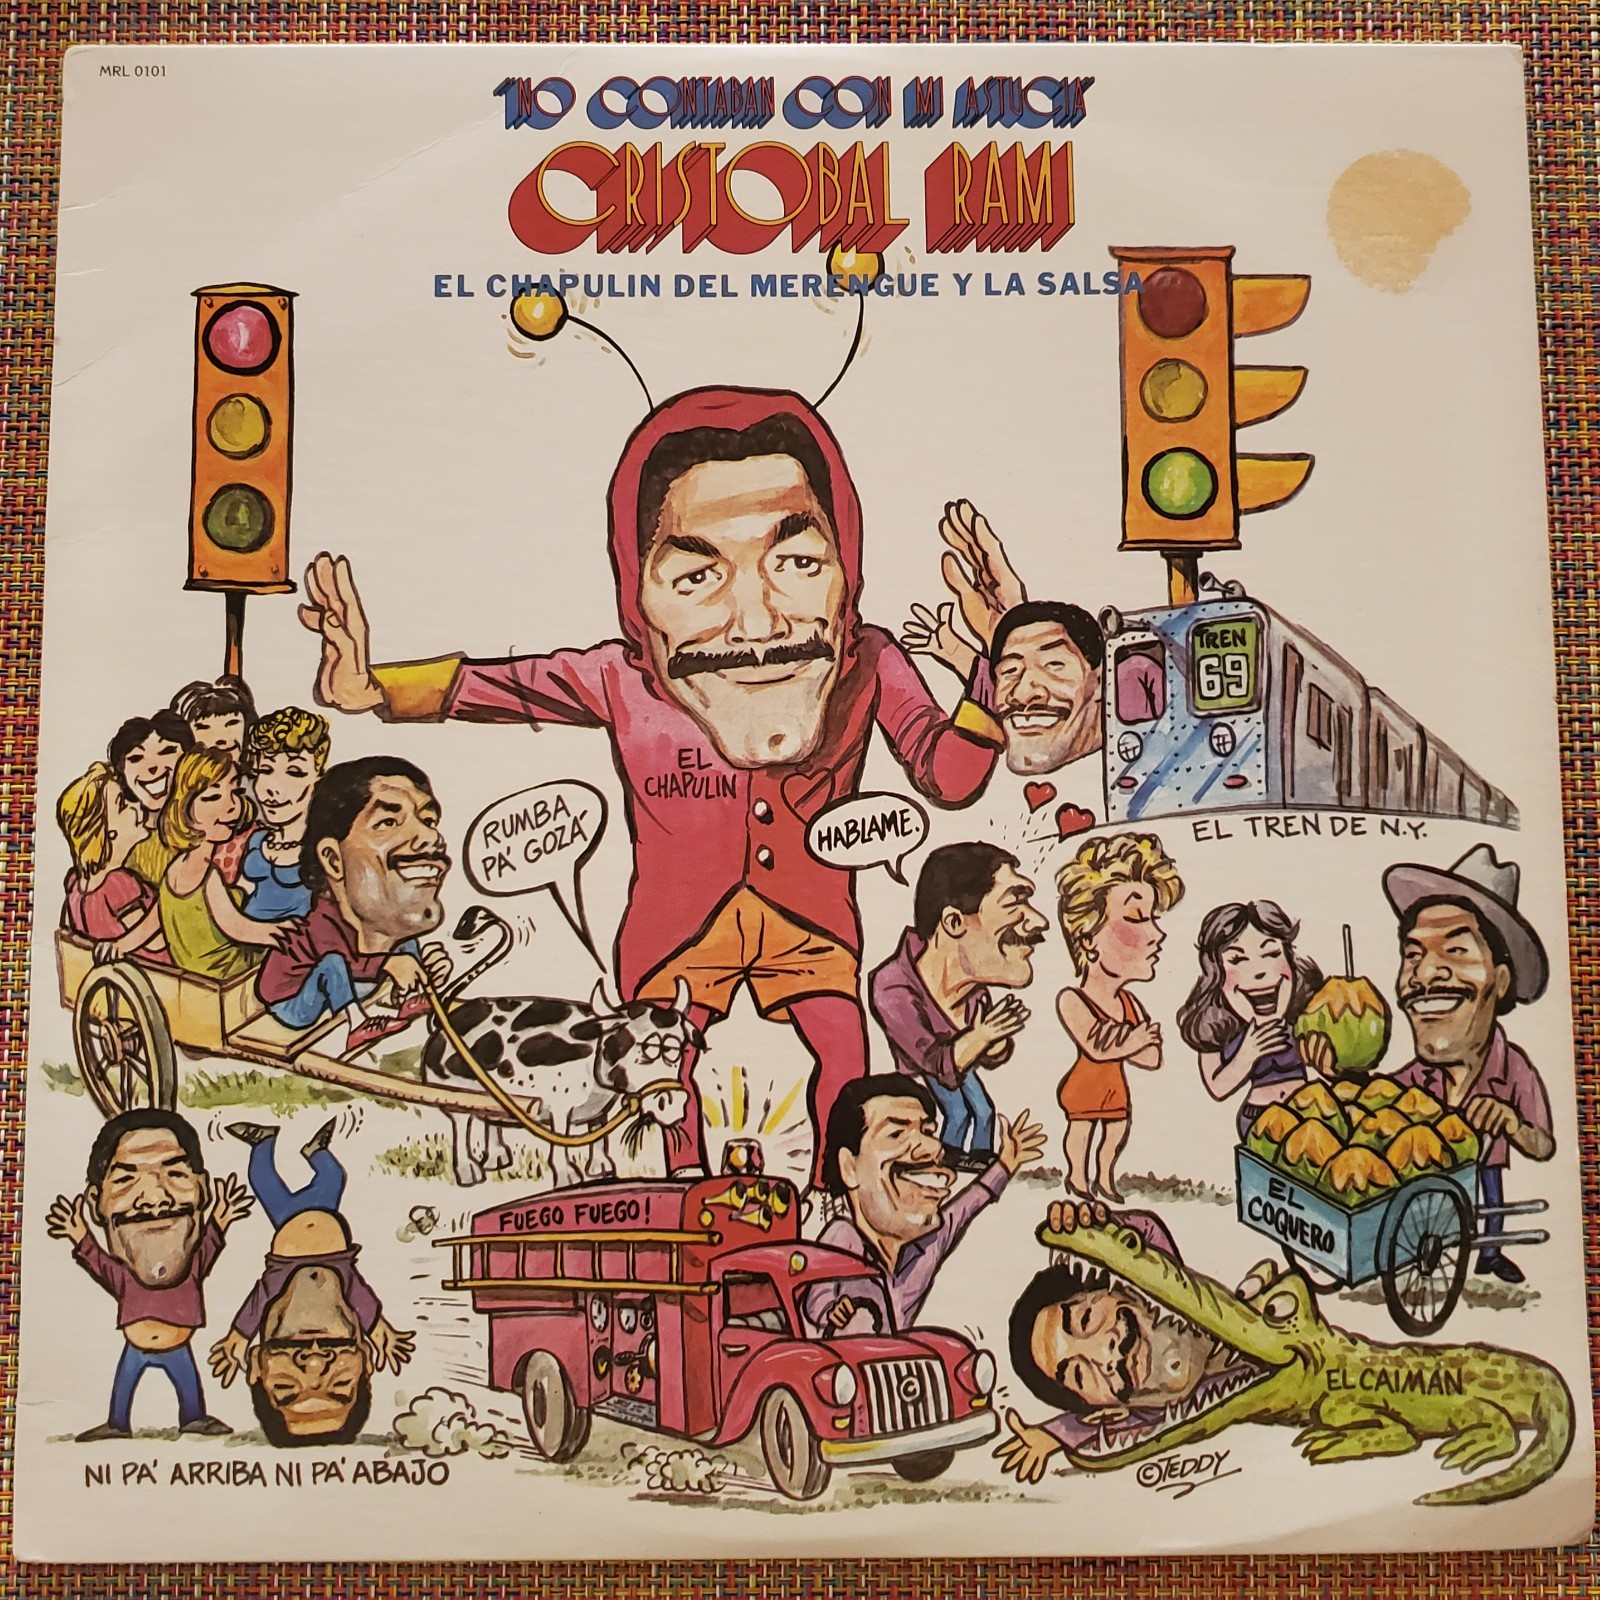 MRL 0101
"NO CONTABAN CON MI ASTUCIA"
CRISTOBAL RAMI
EL CHAPULIN DEL MERENGUE Y LA SALSA
TREN
69
EL TREN DE N.Y.
EL
CHAPULIN
RUMBA
PA' GOZA'
HABLAME.
EL
COQUERO
FUEGO FUEGO!
C
EL CAIMAN
NI PA' ARRIBA NI PA' ABAJO
©TEDDY